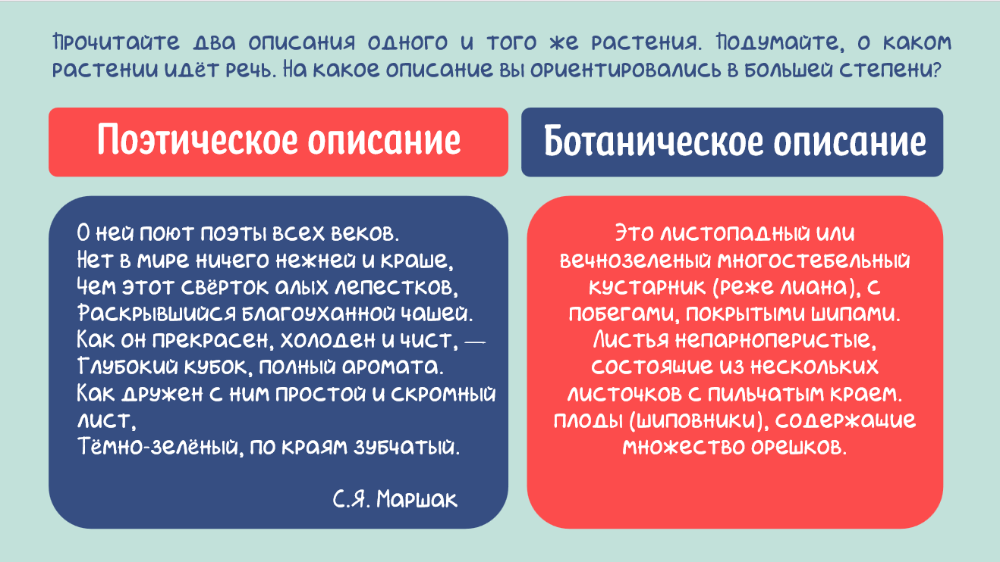 Прочитайте два описания одного и того же растения. Подумайте, о каком
растении идёт речь. На какое описание вы ориентировались в большей степени?
Поэтическое описание
О ней поют поэты всех веков.
Нет в мире ничего нежней и краше,
Чем этот свёрток алых лепестков,
Раскрывшийся благоуханной чашей.
Как он прекрасен, холоден и чист, —
Глубокий кубок, полный аромата.
Как дружен с ним простой и скромный
лист,
Тёмно-зелёный, по краям зубчатый.
С.Я. Маршак
Ботаническое описание
Это листопадный или
вечнозеленый многостебельный
кустарник (реже лиана), с
побегами, покрытыми шипами.
Листья непарноперистые,
состоящие из нескольких
листочков с пильчатым краем.
плоды (шиповники), содержащие
множество орешков.